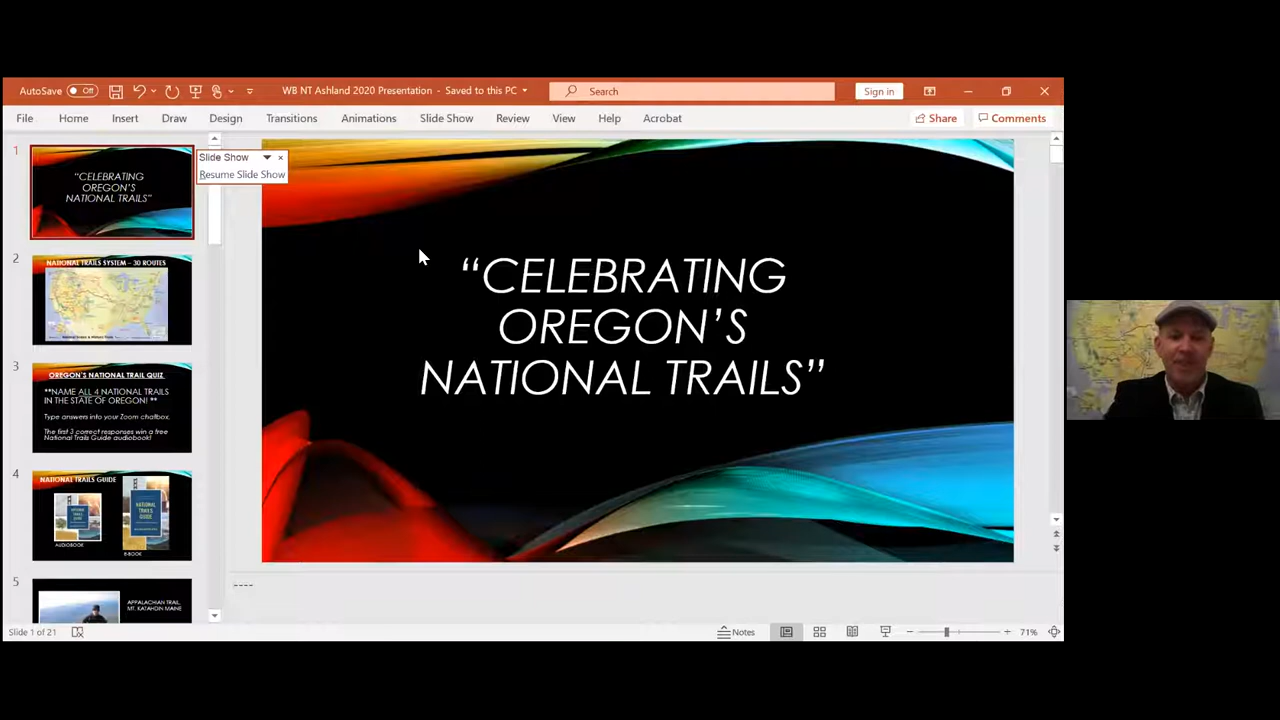 AutoSave Off WB NT Ashland 2020 Presentation - Saved to this PC Search Sign in
File Home Insert Draw Design Transitions Animations Slide Show Review View Help Acrobat Share Comments
1
Slide Show
Resume Slide Show
"CELEBRATING
OREGON'S
NATIONAL TRAILS"
2
NATIONAL TRAILS SYSTEM – 30 ROUTES
3
OREGON'S NATIONAL TRAIL QUIZ
**NAME ALL 4 NATIONAL TRAILS
IN THE STATE OF OREGON! **
Type answers into your Zoom chatbox.
The first 3 correct responses win a free
National Trails Guide audiobook!
4
NATIONAL TRAILS GUIDE
NATIONAL
TRAILS
GUIDE
AUDIOBOOK
E-BOOK
5
APPALACHIAN TRAIL,
MT. KATAHDIN MAINE
“CELEBRATING
OREGON’S
NATIONAL TRAILS”
----
Slide 1 of 21
Notes
71%